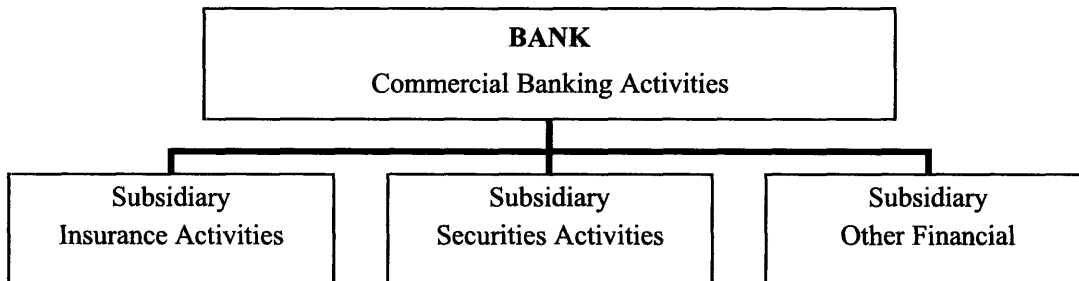 BANK
Commercial Banking Activities
Subsidiary
Insurance Activities
Subsidiary
Securities Activities
Subsidiary
Other Financial